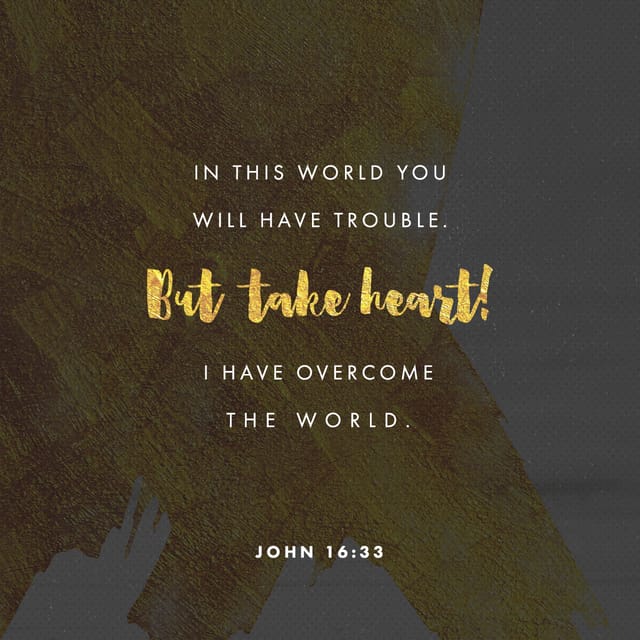 IN THIS WORLD YOU
WILL HAVE TROUBLE.
But take heart!
I HAVE OVERCOME
THE WORLD.
JOHN 16:33